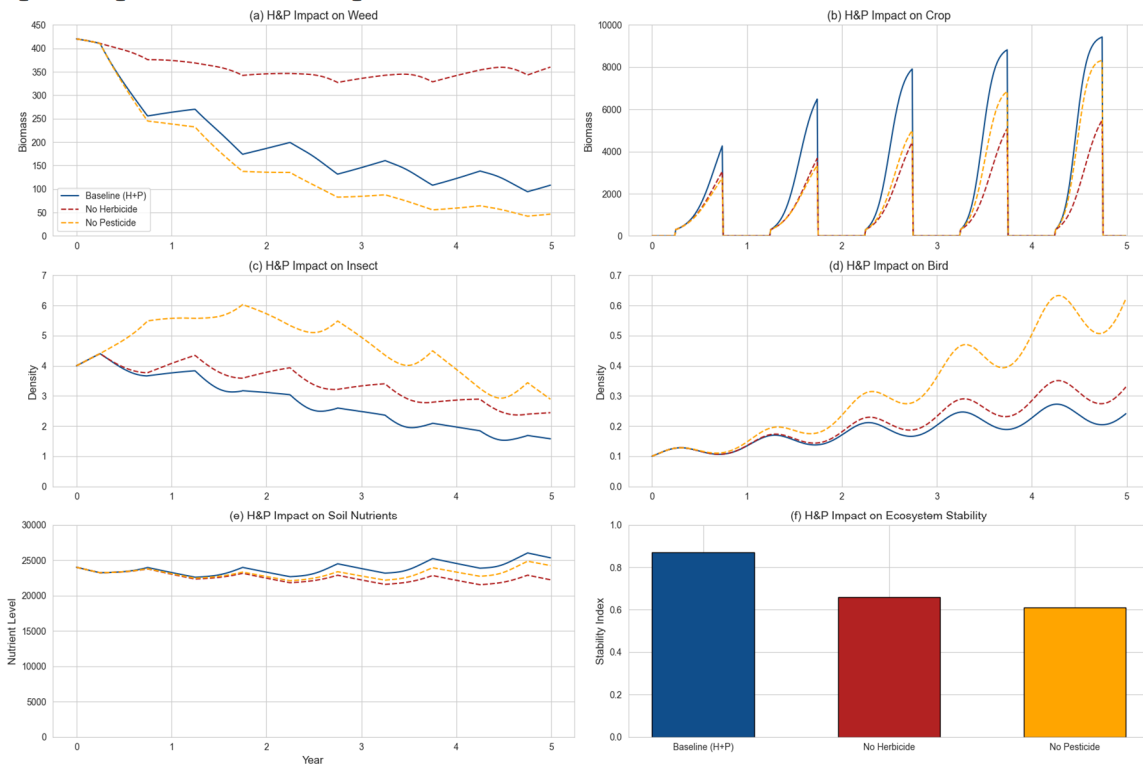 (a) H&P Impact on Weed
450
400
350
300
250
200
150
100
50
0
Biomass
Baseline (H+P)
No Herbicide
No Pesticide
0 1 2 3 4 5
(b) H&P Impact on Crop
10000
8000
6000
4000
2000
0
Biomass
0 1 2 3 4 5
(c) H&P Impact on Insect
7
6
5
4
3
2
1
0
Density
0 1 2 3 4 5
(d) H&P Impact on Bird
0.7
0.6
0.5
0.4
0.3
0.2
0.1
0.0
Density
0 1 2 3 4 5
(e) H&P Impact on Soil Nutrients
30000
25000
20000
15000
10000
5000
0
Nutrient Level
0 1 2 3 4 5
Year
(f) H&P Impact on Ecosystem Stability
1.0
0.8
0.6
0.4
0.2
0.0
Stability Index
Baseline (H+P) No Herbicide No Pesticide